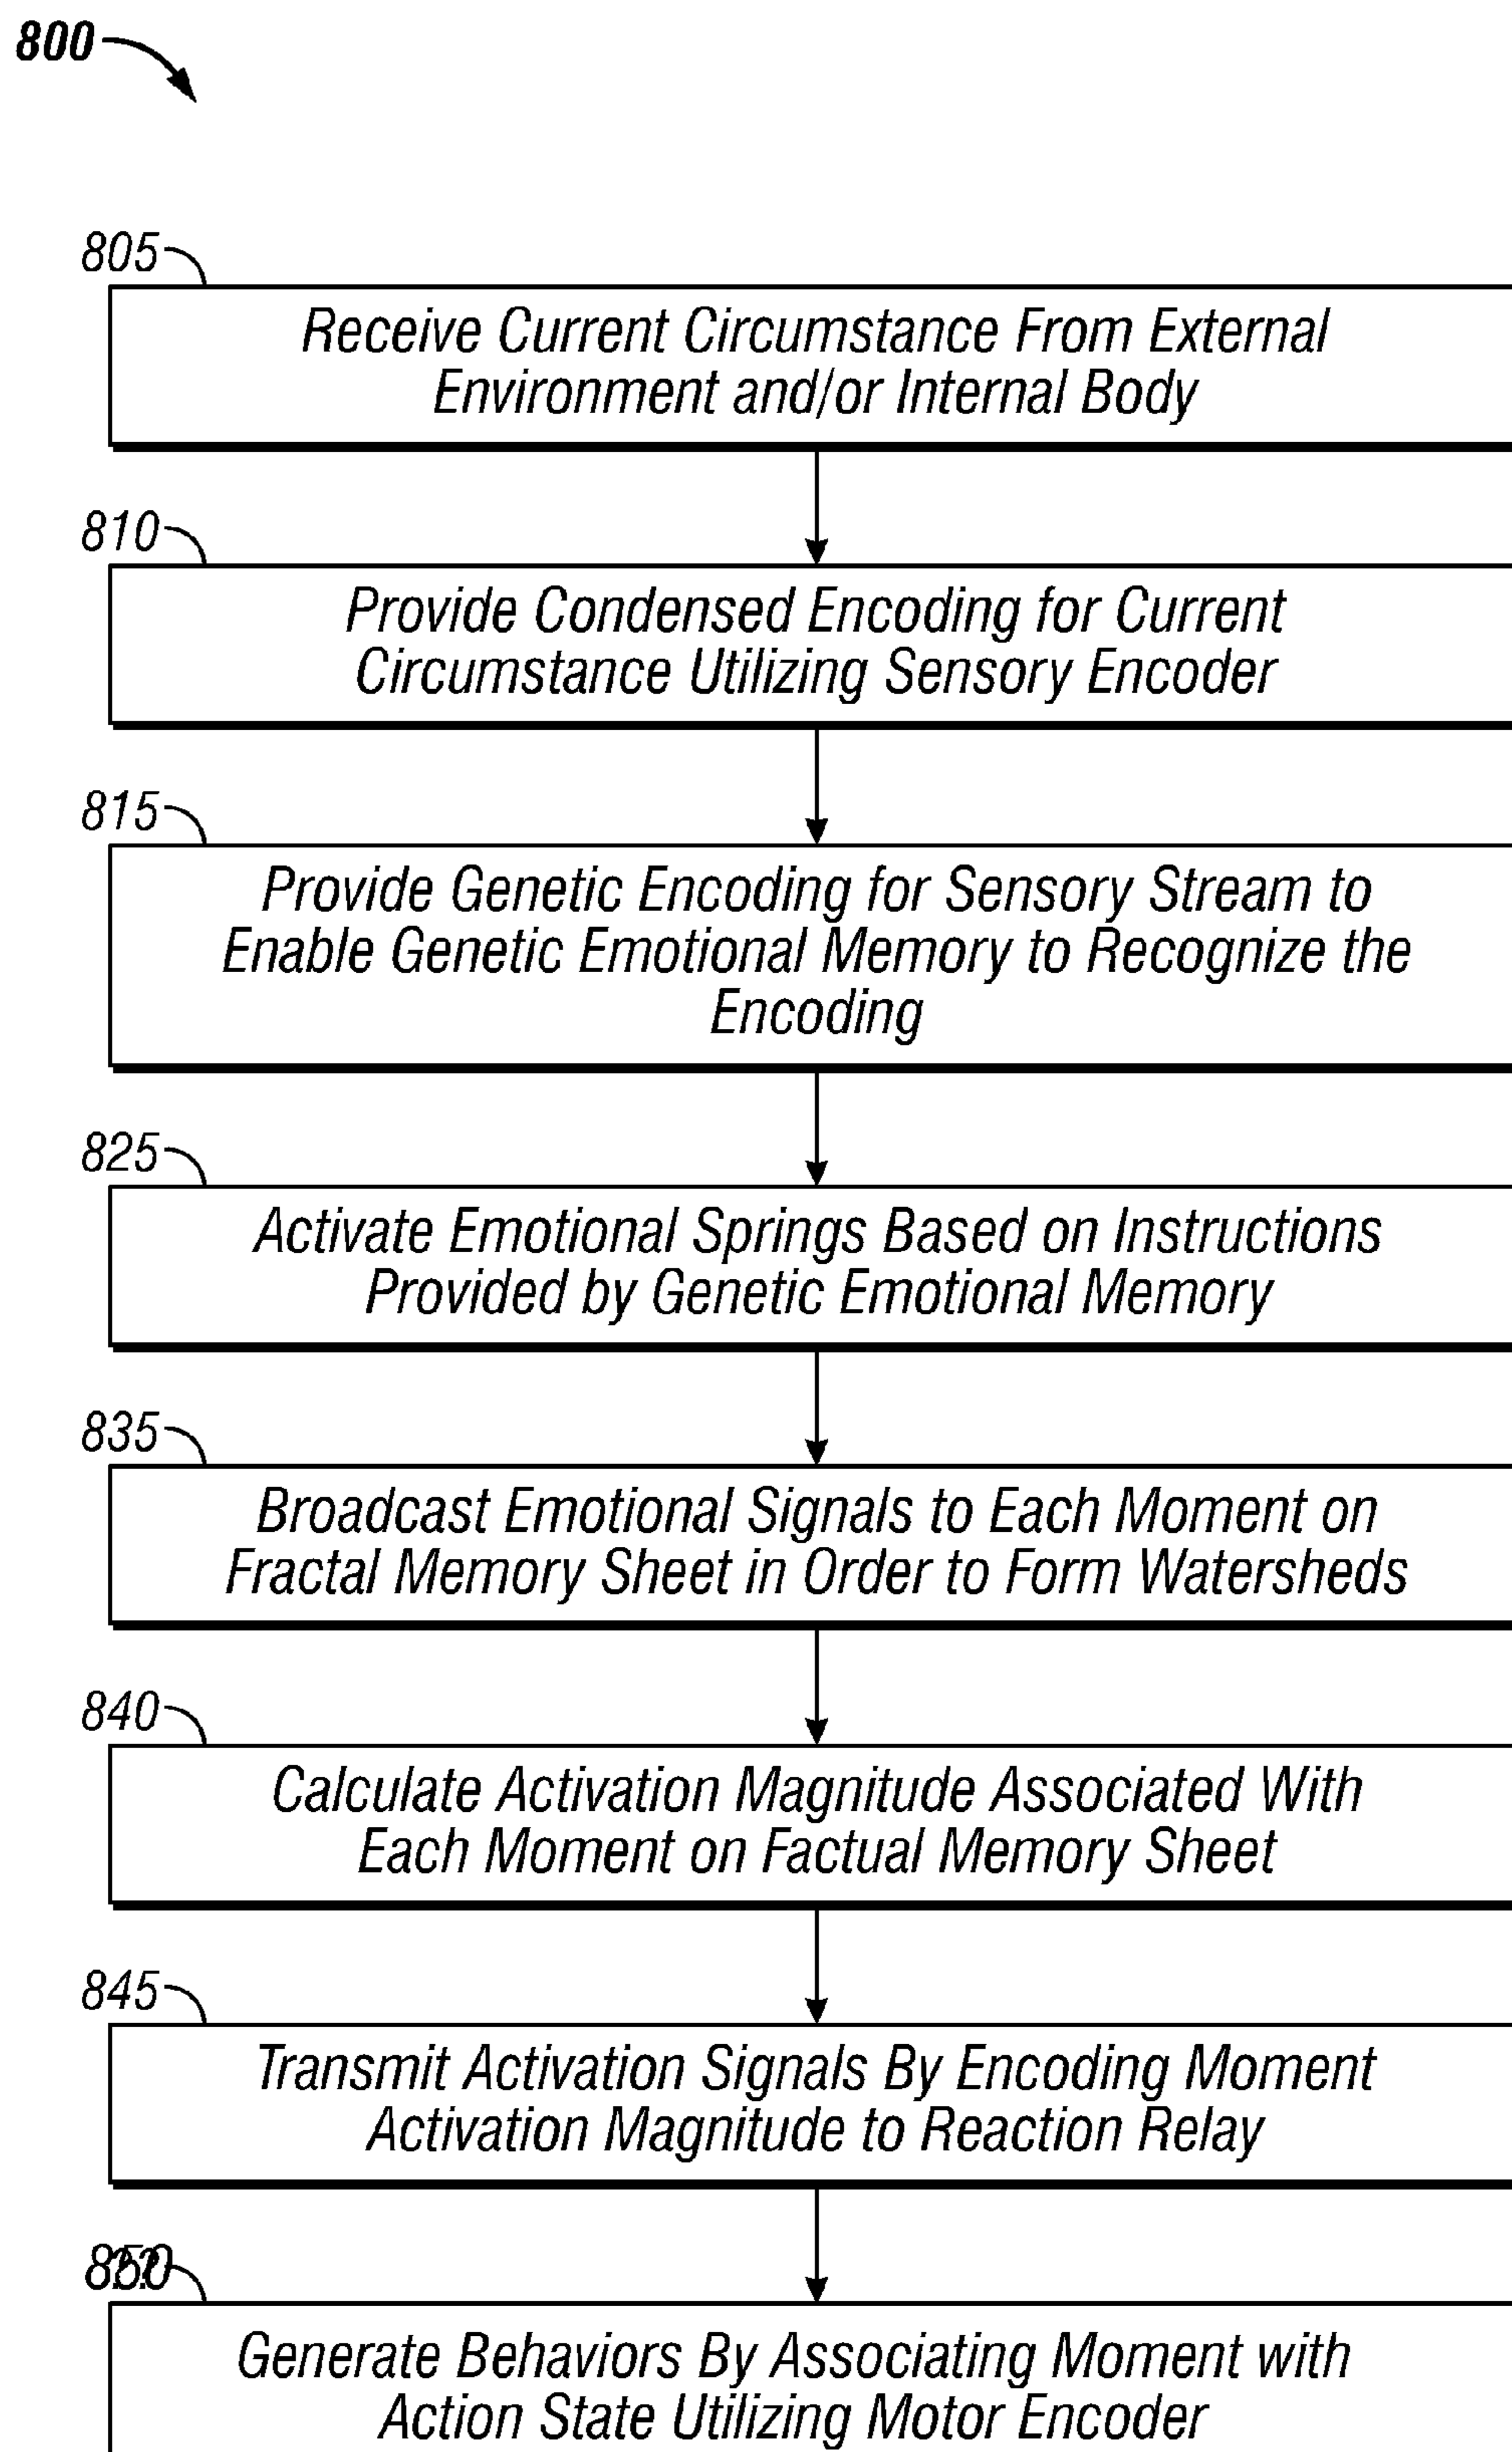 800
805
Receive Current Circumstance From External
Environment and/or Internal Body
810
Provide Condensed Encoding for Current
Circumstance Utilizing Sensory Encoder
815
Provide Genetic Encoding for Sensory Stream to
Enable Genetic Emotional Memory to Recognize the
Encoding
825
Activate Emotional Springs Based on Instructions
Provided by Genetic Emotional Memory
835
Broadcast Emotional Signals to Each Moment on
Fractal Memory Sheet in Order to Form Watersheds
840
Calculate Activation Magnitude Associated With
Each Moment on Factual Memory Sheet
845
Transmit Activation Signals By Encoding Moment
Activation Magnitude to Reaction Relay
Generate Behaviors By Associating Moment with
Action State Utilizing Motor Encoder